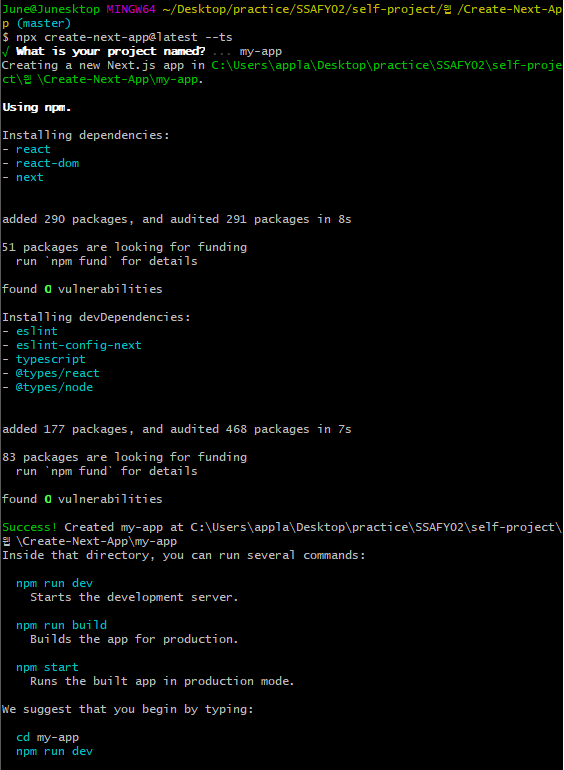 June@Junesktop MINGW64 ~/Desktop/practice/SSAFY02/self-project/웹 /Create-Next-Ap
p (master)
$ npx create-next-app@latest --ts
√ What is your project named? ... my-app
Creating a new Next.js app in C:\Users\appla\Desktop\practice\SSAFY02\self-proje
ct\웹 \Create-Next-App\my-app.
Using npm.
Installing dependencies:
- react
- react-dom
- next
added 290 packages, and audited 291 packages in 8s
51 packages are looking for funding
run `npm fund` for details
found 0 vulnerabilities
Installing devDependencies:
- eslint
- eslint-config-next
- typescript
- @types/react
- @types/node
added 177 packages, and audited 468 packages in 7s
83 packages are looking for funding
run `npm fund` for details
found 0 vulnerabilities
Success! Created my-app at C:\Users\appla\Desktop\practice\SSAFY02\self-project\
웹 \Create-Next-App\my-app
Inside that directory, you can run several commands:
npm run dev
Starts the development server.
npm run build
Builds the app for production.
npm start
Runs the built app in production mode.
We suggest that you begin by typing:
cd my-app
npm run dev